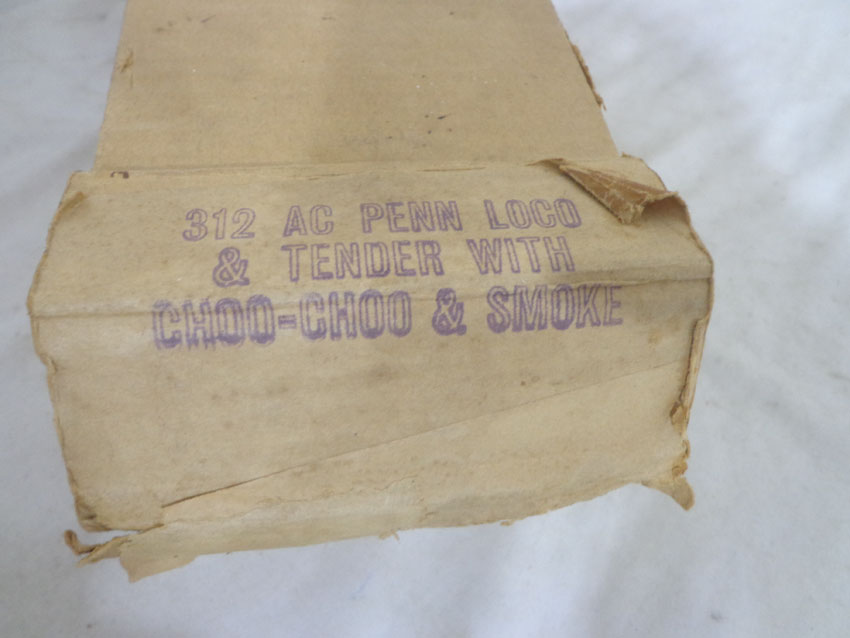 312 AC PENN LOCO
& TENDER WITH
CHOO-CHOO & SMOKE